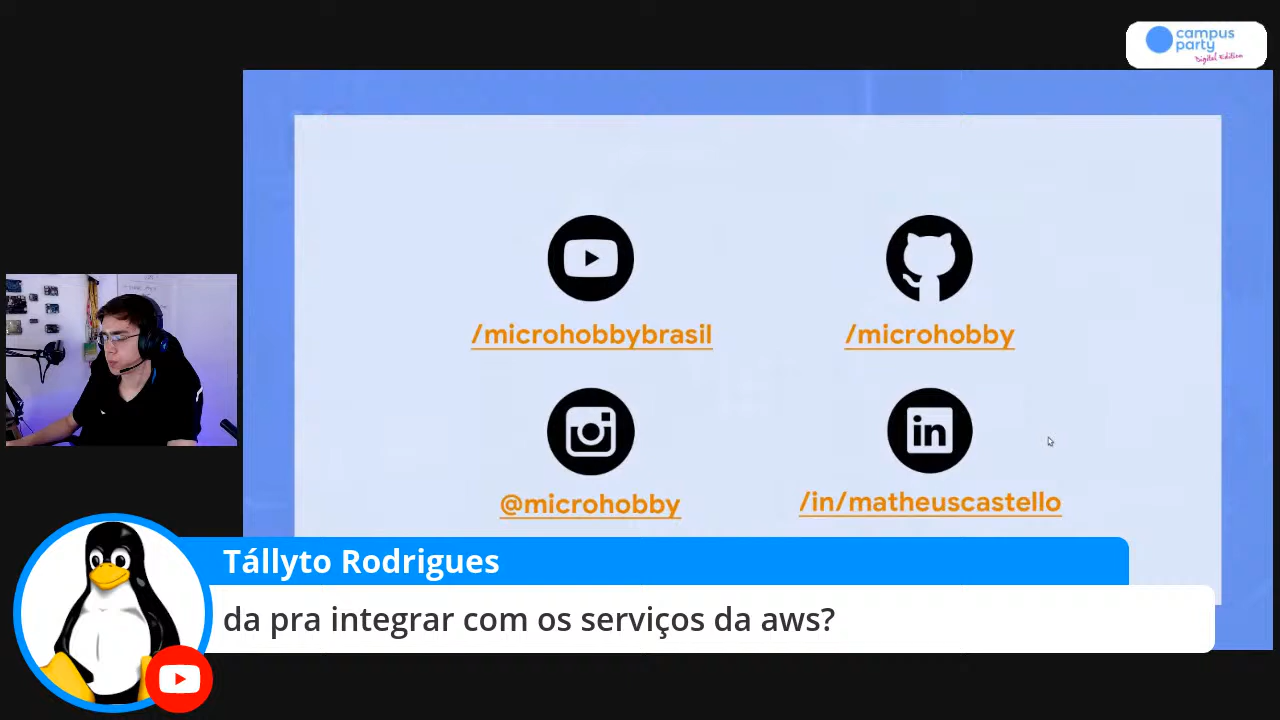 campus
party
Digital Edition
/microhobbybrasil
/microhobby
in
@microhobby
/in/matheuscastello
Tállyto Rodrigues
da pra integrar com os serviços da aws?